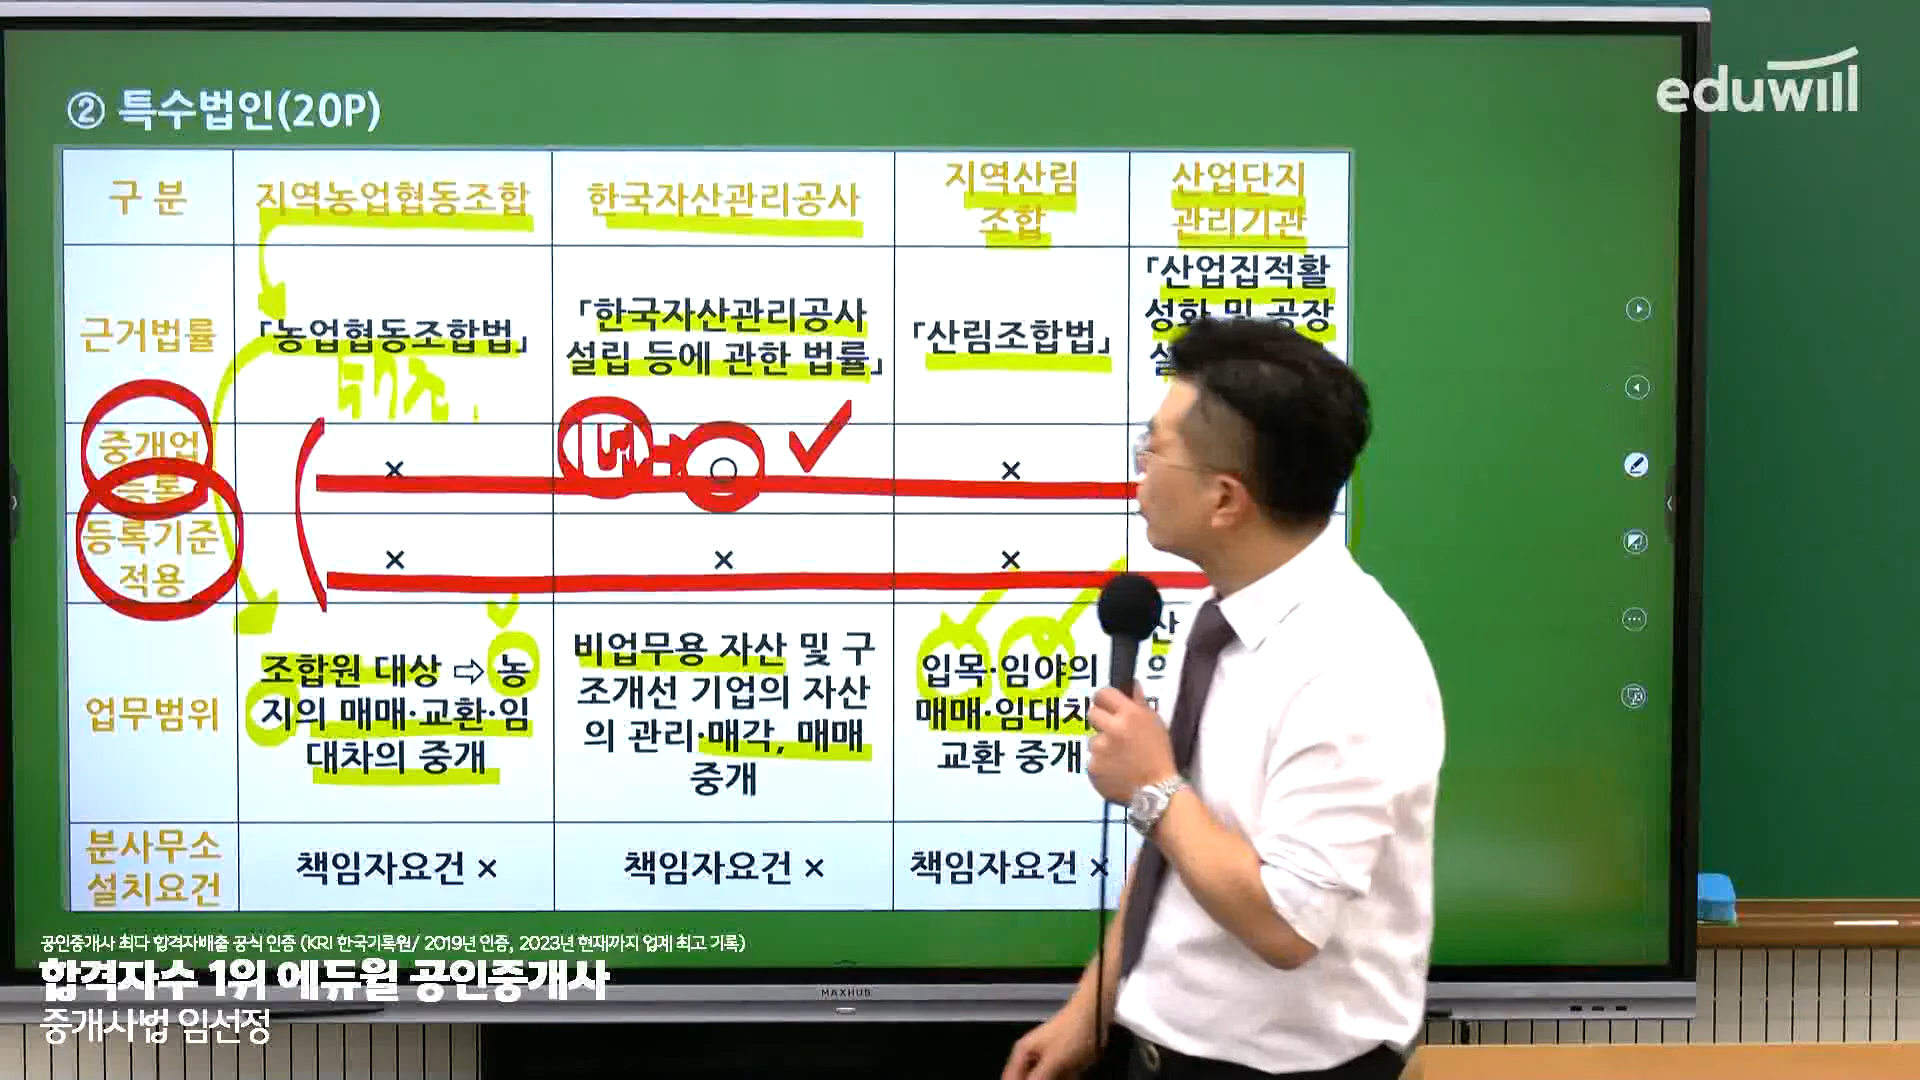 eduwill
② 특수법인(20P)
구 분
지역농업협동조합
한국자산관리공사
지역산림
조합
산업단지
관리기관
근거법률
「농업협동조합법」
「한국자산관리공사
설립 등에 관한 법률」
「산림조합법」
「산업집적활
성화 및 공장
중개업
등록
×
○
×
등록기준
적용
×
×
×
업무범위
조합원 대상 ⇨ 농
지의 매매·교환·임
대차의 중개
비업무용 자산 및 구
조개선 기업의 자산
의 관리·매각, 매매
중개
입목·임야의
매매·임대차
교환 중개
분사무소
설치요건
책임자요건 ×
책임자요건 ×
책임자요건 ×
공인중개사 최다 합격자배출 공식 인증 (KRI 한국기록원/ 2019년 인증, 2023년 현재까지 업계 최고 기록)
합격자수 1위 에듀윌 공인중개사
중개사법 임선정
MAXHUB